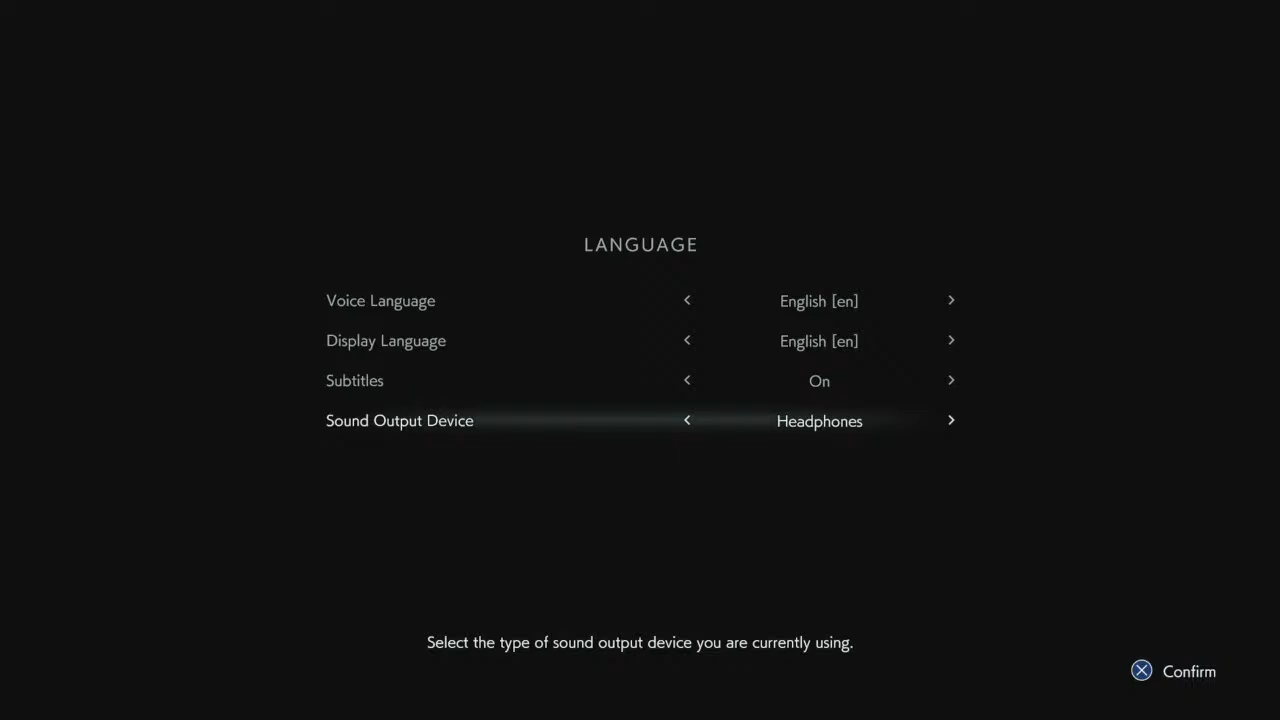 LANGUAGE
Voice Language < English [en] >
Display Language < English [en] >
Subtitles < On >
Sound Output Device < Headphones >
Select the type of sound output device you are currently using.
Confirm